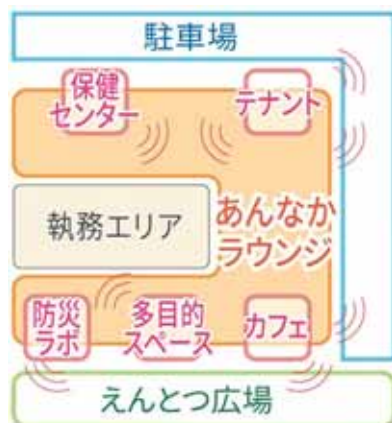 駐車場
保健
センター
テナント
執務エリア
あんなか
ラウンジ
防災
ラボ
多目的
スペース
カフェ
えんとつ広場